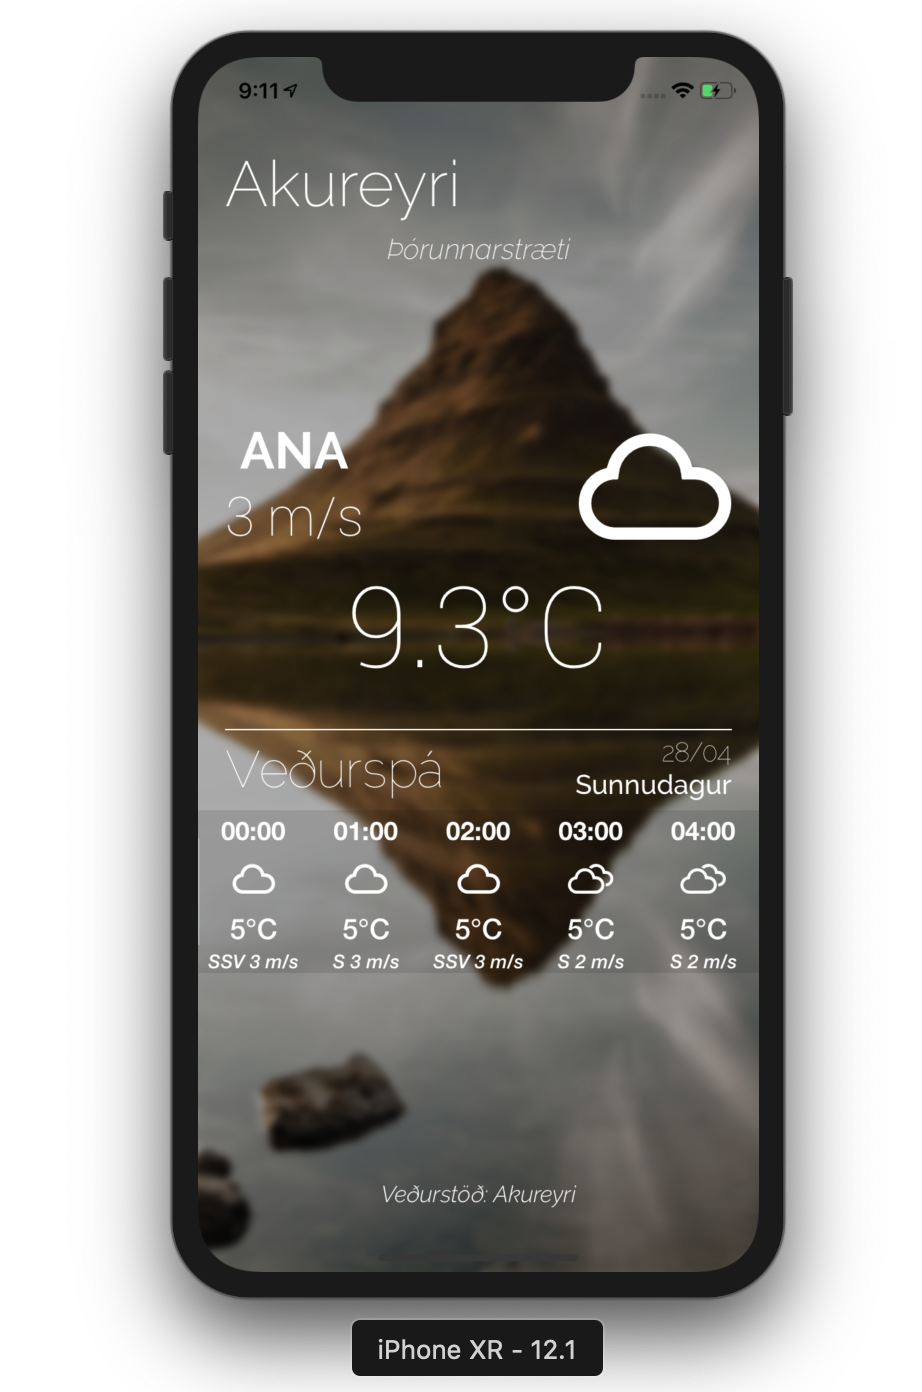 9:11
Akureyri
Þórunnarstræti
ANA
3 m/s
9.3°C
Veðurspá
28/04
Sunnudagur
00:00 01:00 02:00 03:00 04:00
5°C 5°C 5°C 5°C 5°C
SSV 3 m/s S 3 m/s SSV 3 m/s S 2 m/s S 2 m/s
Veðurstöð: Akureyri
iPhone XR - 12.1